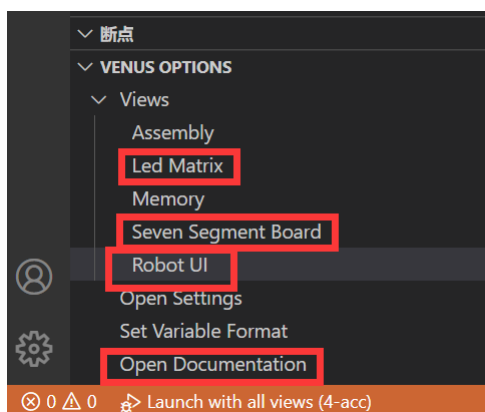 断点
VENUS OPTIONS
Views
Assembly
Led Matrix
Memory
Seven Segment Board
Robot UI
Open Settings
Set Variable Format
Open Documentation
0 0 Launch with all views (4-acc)